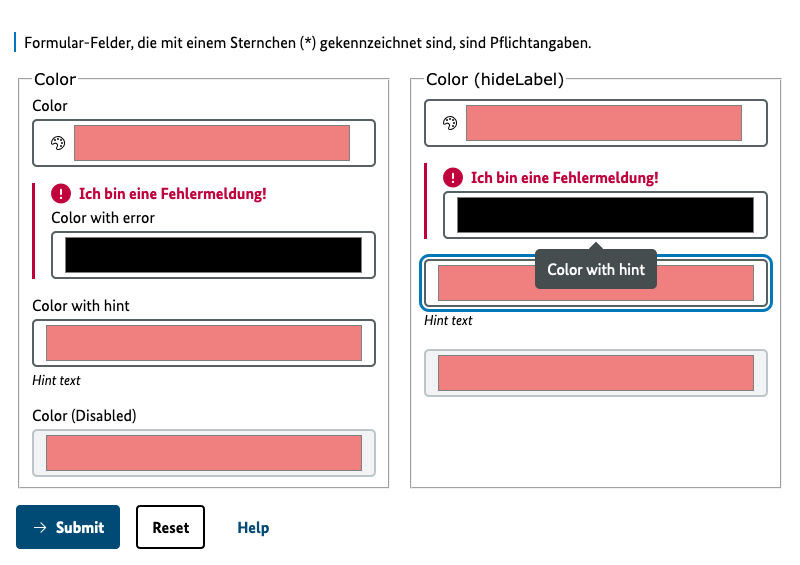 Formular-Felder, die mit einem Sternchen (*) gekennzeichnet sind, sind Pflichtangaben.
Color
Color
Ich bin eine Fehlermeldung!
Color with error
Color with hint
Hint text
Color (Disabled)
Color (hideLabel)
Ich bin eine Fehlermeldung!
Color with hint
Hint text
Submit
Reset
Help